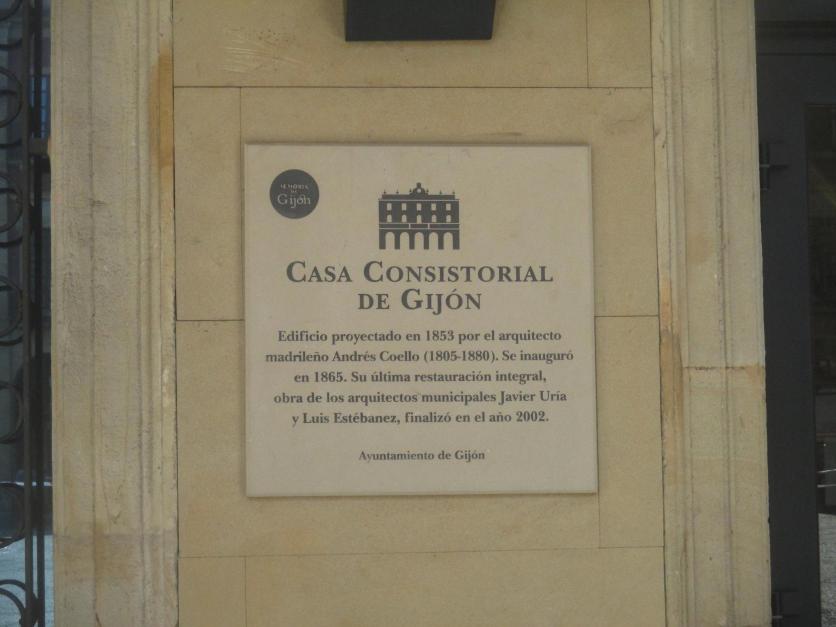 MEMORIA
DE
Gijón
CASA CONSISTORIAL
DE GIJÓN
Edificio proyectado en 1853 por el arquitecto
madrileño Andrés Coello (1805-1880). Se inauguró
en 1865. Su última restauración integral,
obra de los arquitectos municipales Javier Uría
y Luis Estébanez, finalizó en el año 2002.
Ayuntamiento de Gijón